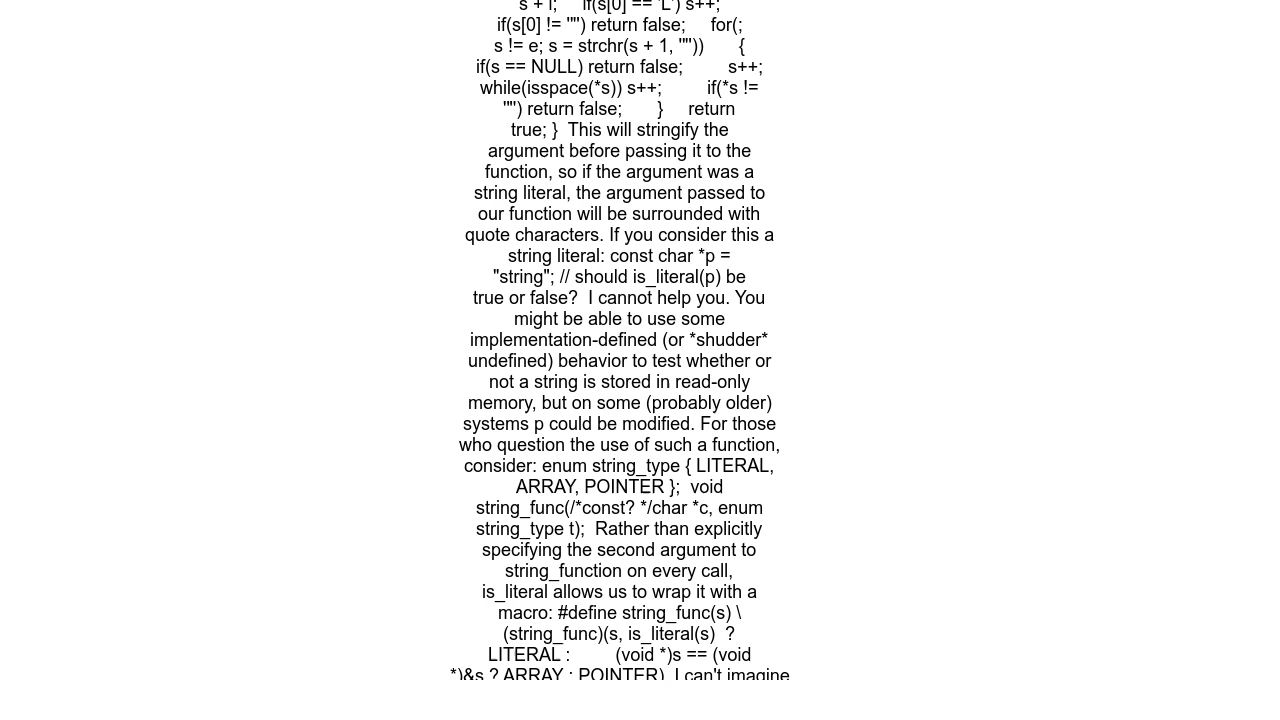 s + l;     if(s[0] == 'L') s++;
if(s[0] != '"') return false;     for(;
s != e; s = strchr(s + 1, '"'))       {
if(s == NULL) return false;         s++;
while(isspace(*s)) s++;         if(*s !=
'"') return false;       }     return
true; }  This will stringify the
argument before passing it to the
function, so if the argument was a
string literal, the argument passed to
our function will be surrounded with
quote characters. If you consider this a
string literal: const char *p =
"string"; // should is_literal(p) be
true or false?  I cannot help you. You
might be able to use some
implementation-defined (or *shudder*
undefined) behavior to test whether or
not a string is stored in read-only
memory, but on some (probably older)
systems p could be modified. For those
who question the use of such a function,
consider: enum string_type { LITERAL,
ARRAY, POINTER };  void
string_func(/*const? */char *c, enum
string_type t);  Rather than explicitly
specifying the second argument to
string_function on every call,
is_literal allows us to wrap it with a
macro: #define string_func(s) \
(string_func)(s, is_literal(s)  ?
LITERAL :         (void *)s == (void
*)&s ? ARRAY : POINTER)  I can't imagine